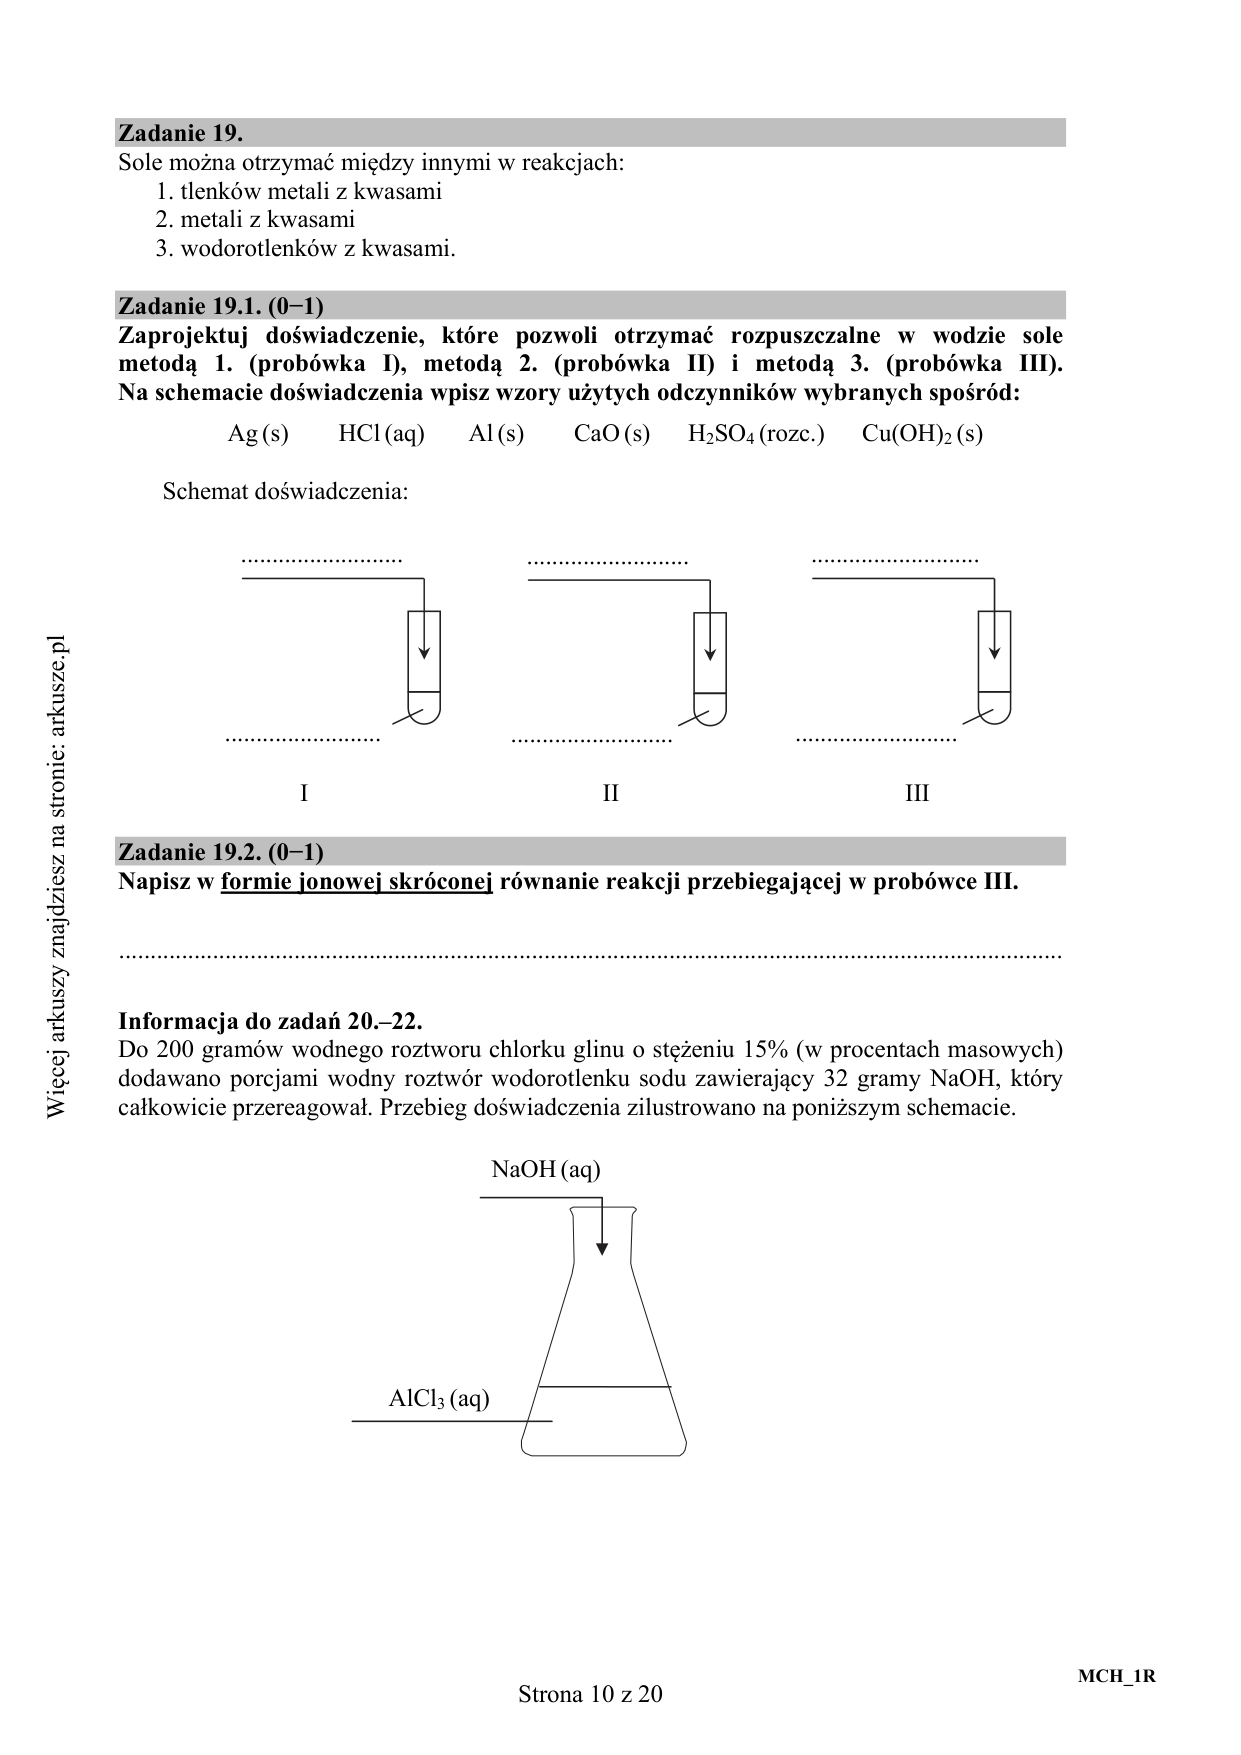 Zadanie 19.
Sole można otrzymać między innymi w reakcjach:
1. tlenków metali z kwasami
2. metali z kwasami
3. wodorotlenków z kwasami.
Zadanie 19.1. (0−1)
Zaprojektuj doświadczenie, które pozwoli otrzymać rozpuszczalne w wodzie sole
metodą 1. (probówka I), metodą 2. (probówka II) i metodą 3. (probówka III).
Na schemacie doświadczenia wpisz wzory użytych odczynników wybranych spośród:
Ag (s) HCl (aq) Al (s) CaO (s) H₂SO₄ (rozc.) Cu(OH)₂ (s)
Schemat doświadczenia:
.......................... .......................... ...........................
......................... .......................... ..........................
I II III
Zadanie 19.2. (0−1)
Napisz w formie jonowej skróconej równanie reakcji przebiegającej w probówce III.
......................................................................................................................................................
Informacja do zadań 20.–22.
Do 200 gramów wodnego roztworu chlorku glinu o stężeniu 15% (w procentach masowych)
dodawano porcjami wodny roztwór wodorotlenku sodu zawierający 32 gramy NaOH, który
całkowicie przereagował. Przebieg doświadczenia zilustrowano na poniższym schemacie.
NaOH (aq)
AlCl₃ (aq)
Strona 10 z 20
MCH_1R
Więcej arkuszy znajdziesz na stronie: arkusze.pl